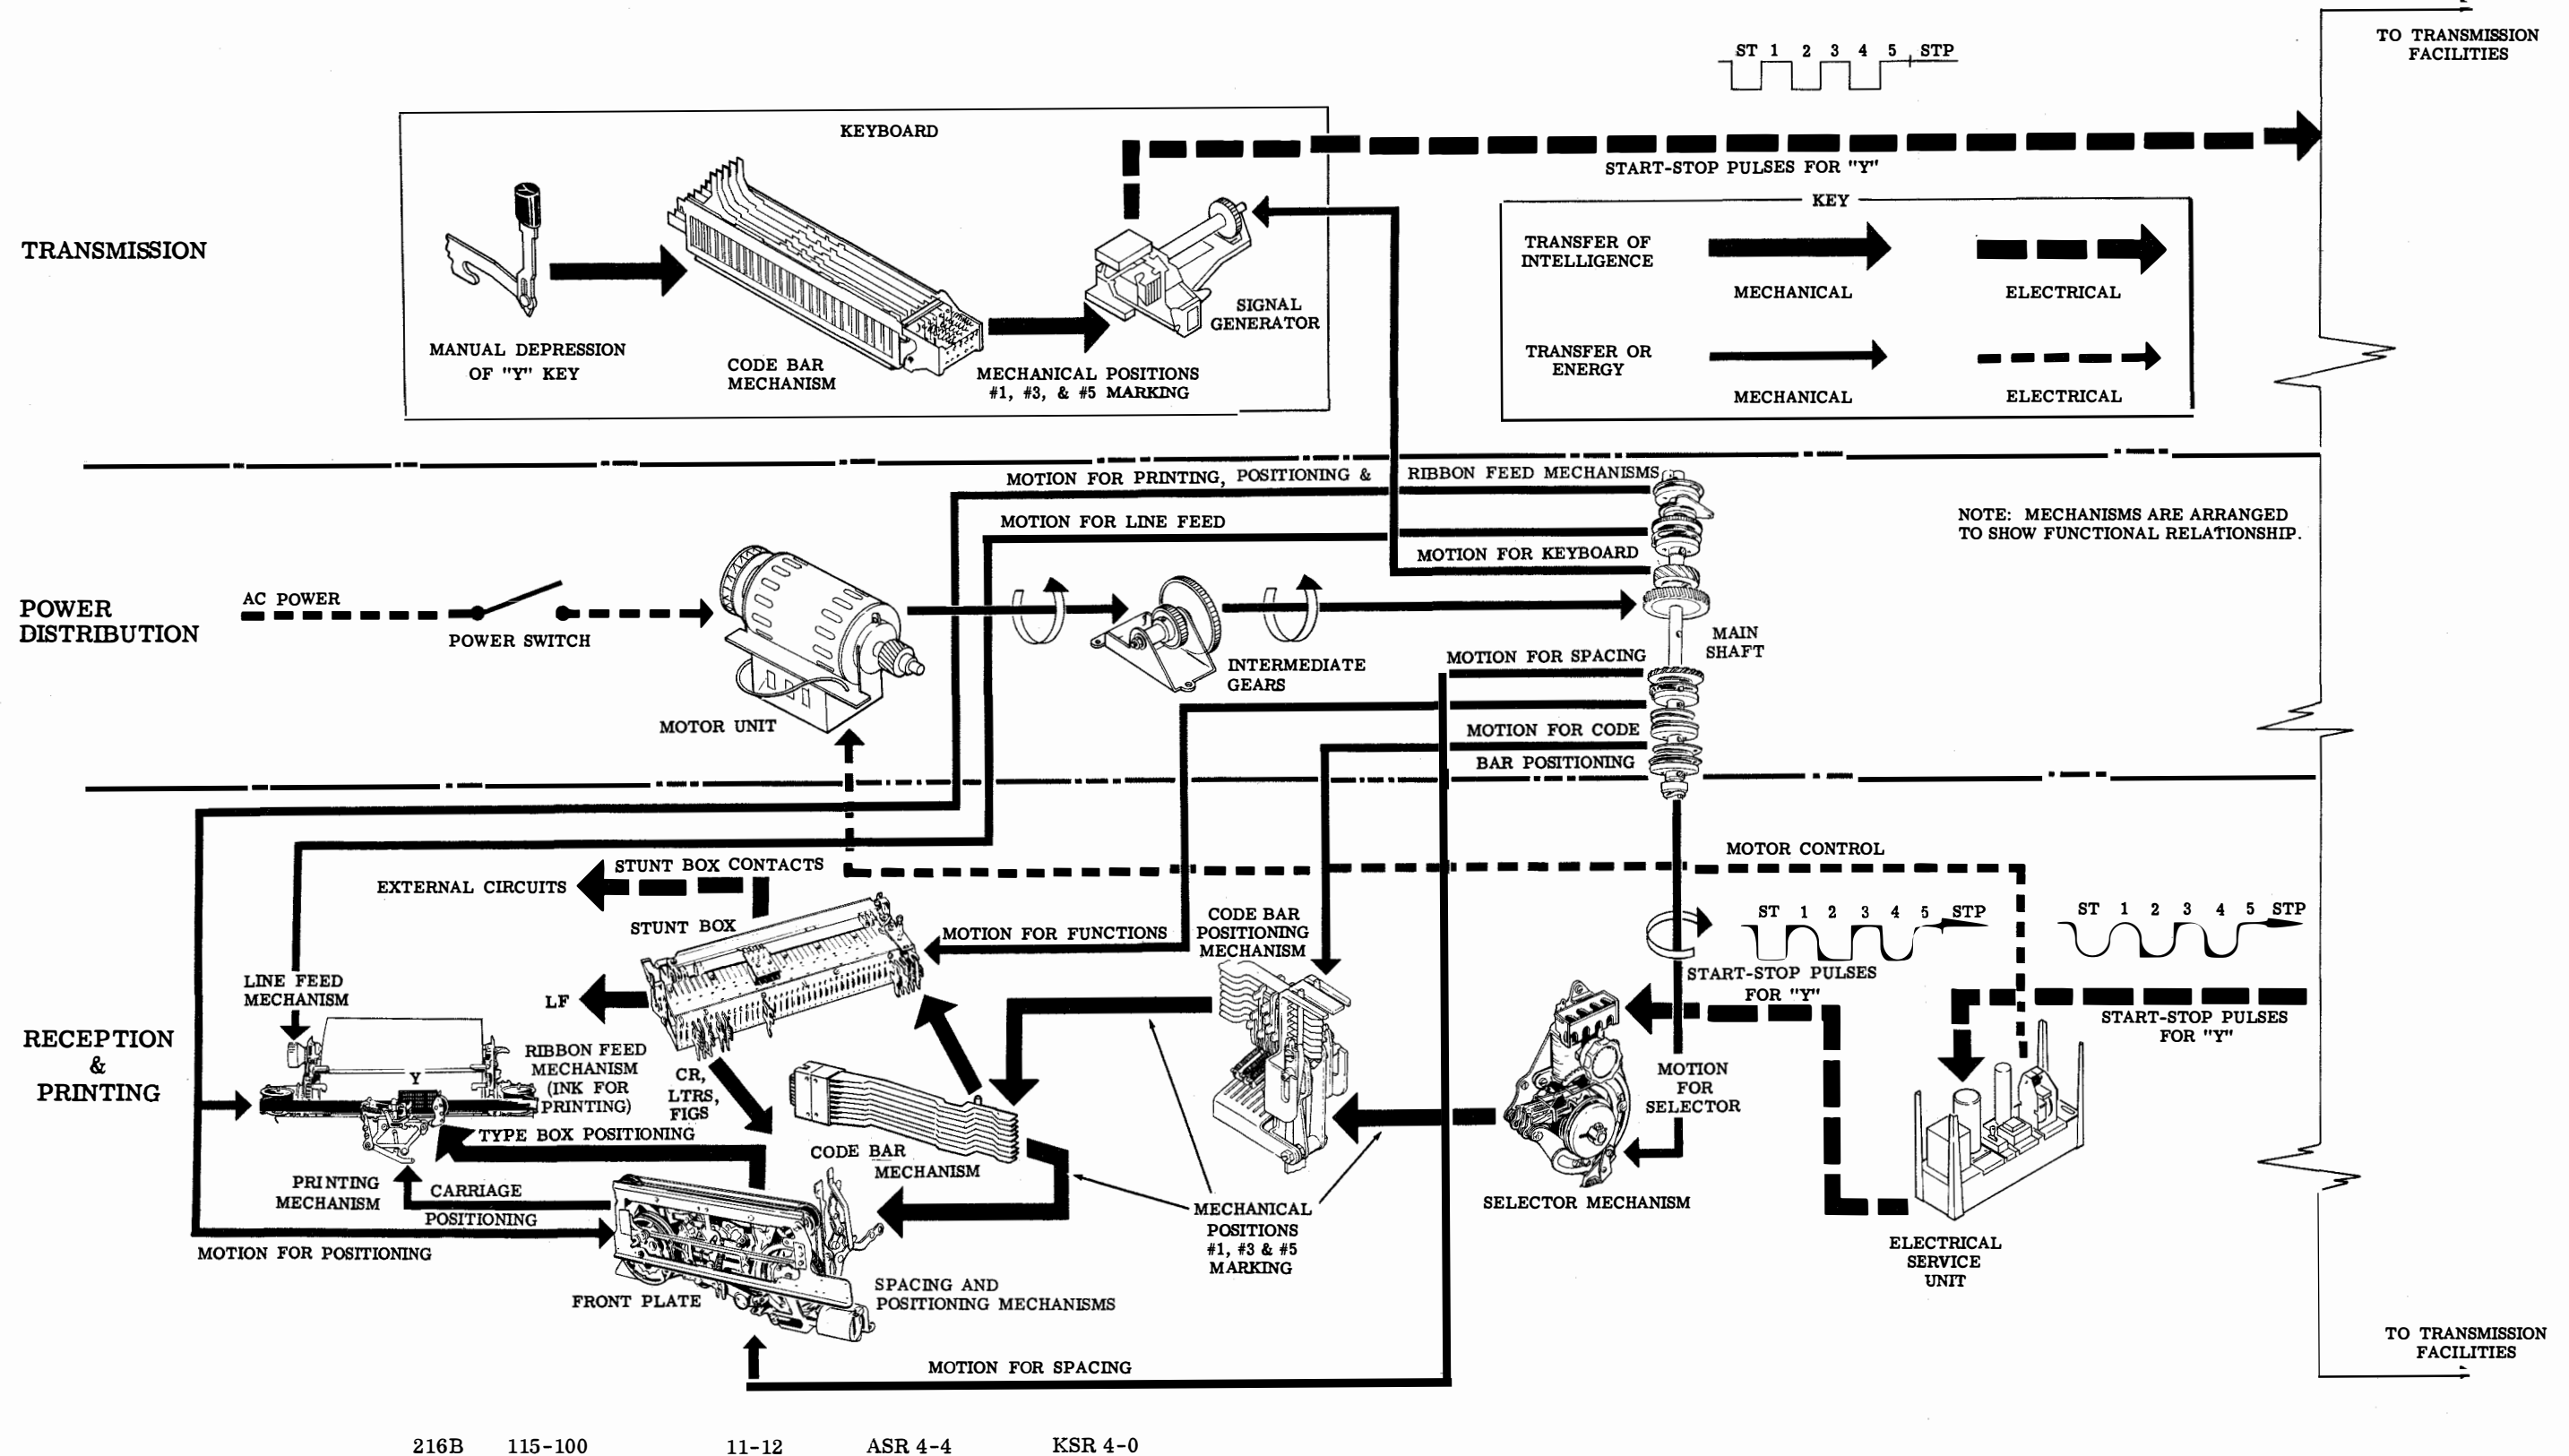 TO TRANSMISSION
FACILITIES
ST 1 2 3 4 5 STP
KEYBOARD
START-STOP PULSES FOR "Y"
KEY
TRANSMISSION
TRANSFER OF
INTELLIGENCE
MECHANICAL
ELECTRICAL
SIGNAL
GENERATOR
MANUAL DEPRESSION
OF "Y" KEY
CODE BAR
MECHANISM
MECHANICAL POSITIONS
#1, #3, & #5 MARKING
TRANSFER OR
ENERGY
MECHANICAL
ELECTRICAL
MOTION FOR PRINTING, POSITIONING & RIBBON FEED MECHANISMS
MOTION FOR LINE FEED
MOTION FOR KEYBOARD
NOTE: MECHANISMS ARE ARRANGED
TO SHOW FUNCTIONAL RELATIONSHIP.
POWER
DISTRIBUTION
AC POWER
POWER SWITCH
MOTOR UNIT
INTERMEDIATE
GEARS
MAIN
SHAFT
MOTION FOR SPACING
MOTION FOR CODE
BAR POSITIONING
MOTOR CONTROL
STUNT BOX CONTACTS
EXTERNAL CIRCUITS
STUNT BOX
MOTION FOR FUNCTIONS
CODE BAR
POSITIONING
MECHANISM
ST 1 2 3 4 5 STP
ST 1 2 3 4 5 STP
START-STOP PULSES
FOR "Y"
START-STOP PULSES
FOR "Y"
LINE FEED
MECHANISM
LF
RECEPTION
&
PRINTING
RIBBON FEED
MECHANISM
(INK FOR
PRINTING)
Y
CR,
LTRS,
FIGS
MOTION
FOR
SELECTOR
TYPE BOX POSITIONING
CODE BAR
MECHANISM
PRINTING
MECHANISM
CARRIAGE
POSITIONING
SELECTOR MECHANISM
MECHANICAL
POSITIONS
#1, #3 & #5
MARKING
ELECTRICAL
SERVICE
UNIT
MOTION FOR POSITIONING
FRONT PLATE
SPACING AND
POSITIONING MECHANISMS
MOTION FOR SPACING
TO TRANSMISSION
FACILITIES
216B 115-100 11-12 ASR 4-4 KSR 4-0